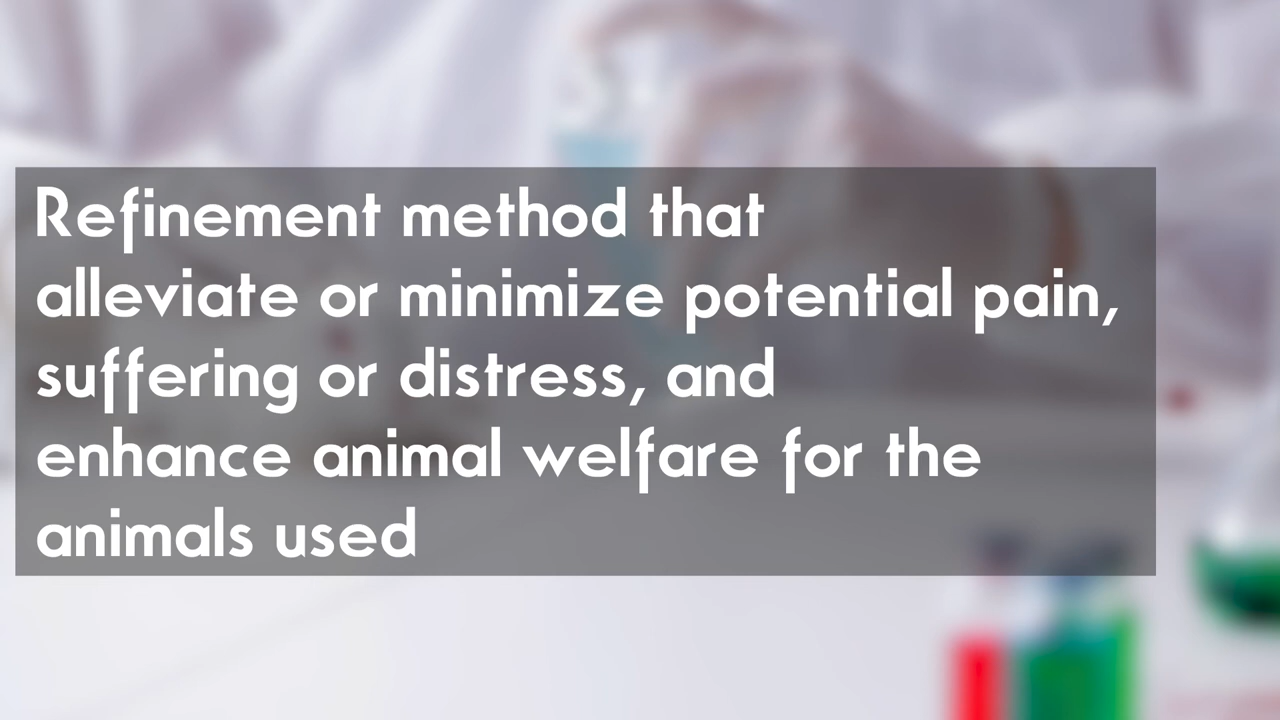 Refinement method that
alleviate or minimize potential pain,
suffering or distress, and
enhance animal welfare for the
animals used